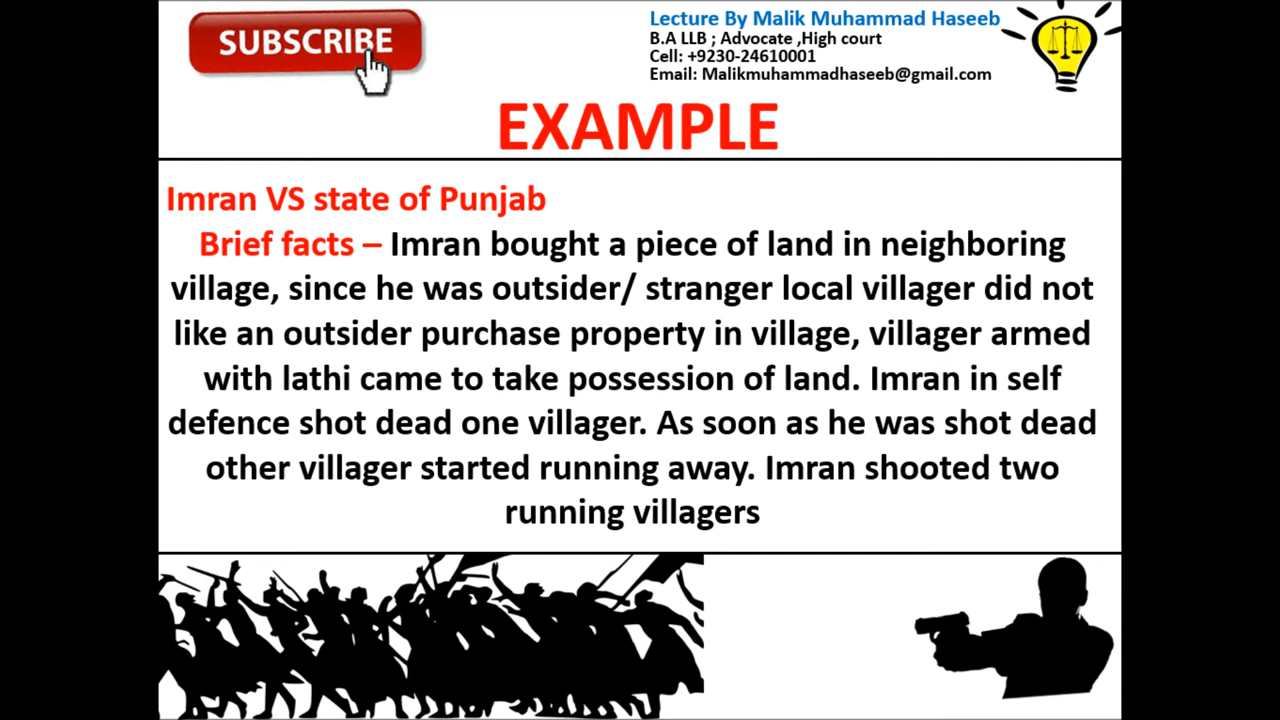 SUBSCRIBE
Lecture By Malik Muhammad Haseeb
B.A LLB ; Advocate ,High court
Cell: +9230-24610001
Email: Malikmuhammadhaseeb@gmail.com
EXAMPLE
Imran VS state of Punjab
Brief facts – Imran bought a piece of land in neighboring
village, since he was outsider/ stranger local villager did not
like an outsider purchase property in village, villager armed
with lathi came to take possession of land. Imran in self
defence shot dead one villager. As soon as he was shot dead
other villager started running away. Imran shooted two
running villagers